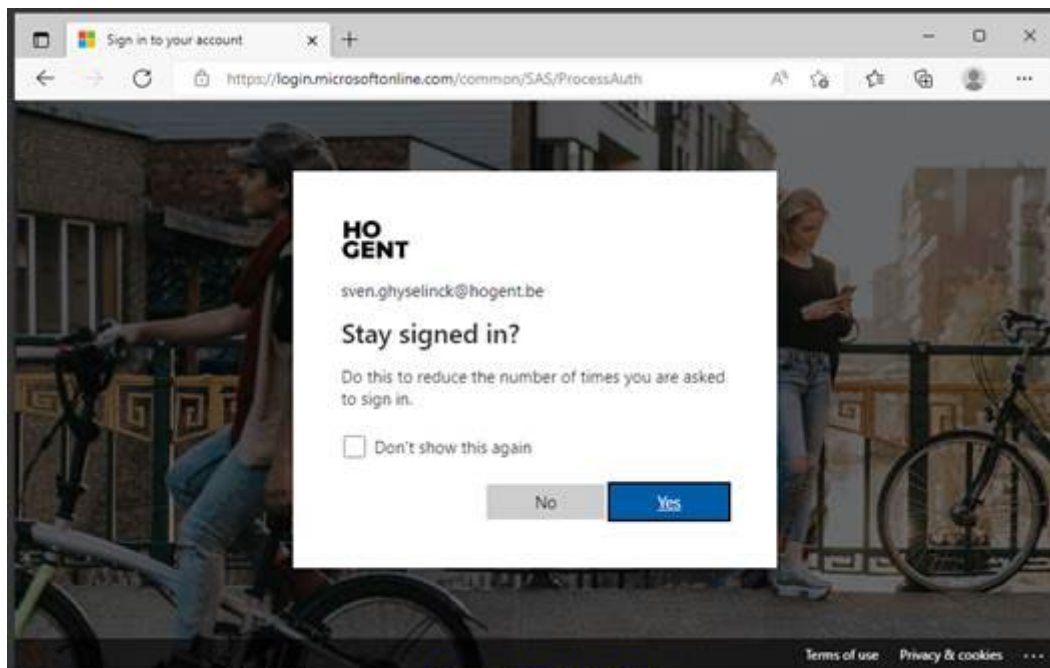 Sign in to your account
https://login.microsoftonline.com/common/SAS/ProcessAuth
HO
GENT
sven.ghyselinck@hogent.be
Stay signed in?
Do this to reduce the number of times you are asked
to sign in.
Don't show this again
No
Yes
Terms of use
Privacy & cookies